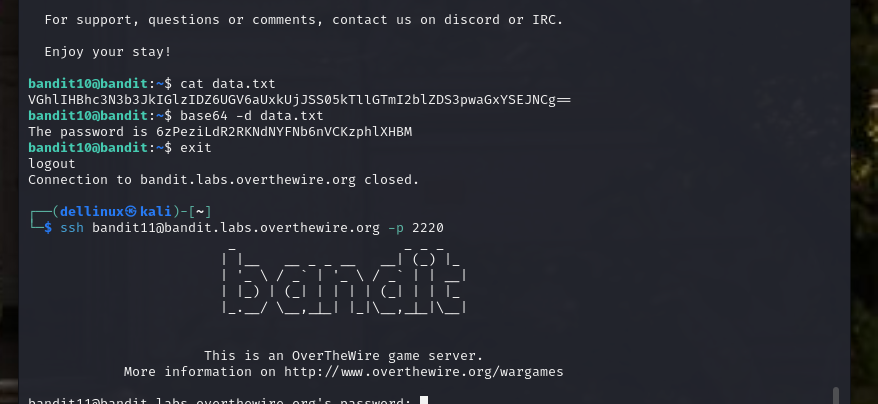 For support, questions or comments, contact us on discord or IRC.
Enjoy your stay!
bandit10@bandit:~$ cat data.txt
VGhlIHBhc3N3b3JkIGlzIDZ6UGV6aUxkUjJSS05kTllGTmI2blZDS3pwaGxYSEJNCg==
bandit10@bandit:~$ base64 -d data.txt
The password is 6zPeziLdR2RKNdNYFNb6nVCKzphlXHBM
bandit10@bandit:~$ exit
logout
Connection to bandit.labs.overthewire.org closed.
┌──(dellinux㉿kali)-[~]
└─$ ssh bandit11@bandit.labs.overthewire.org -p 2220
bandit
This is an OverTheWire game server.
More information on http://www.overthewire.org/wargames
bandit11@bandit.labs.overthewire.org's password: